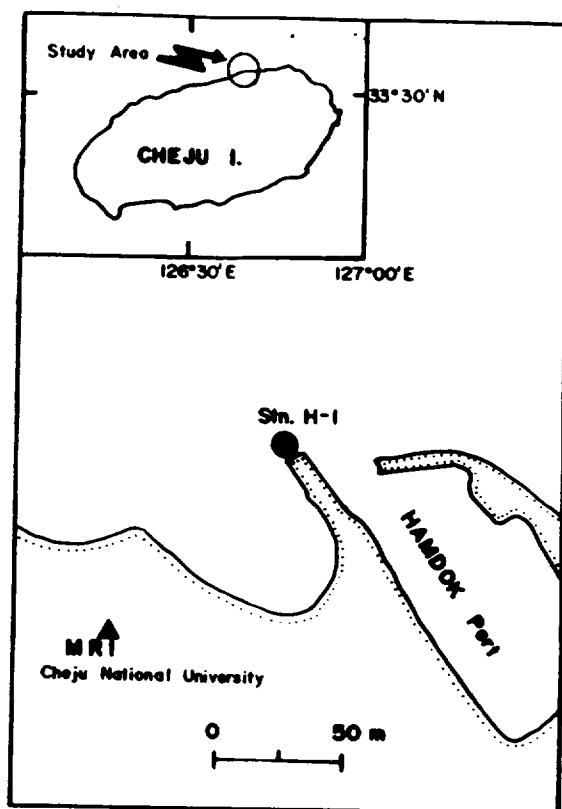 Study Area
33°30'N
CHEJU I.
126°30'E
127°00'E
Stn. H-1
HAMDOK Port
MRI
Cheju National University
0 50 m